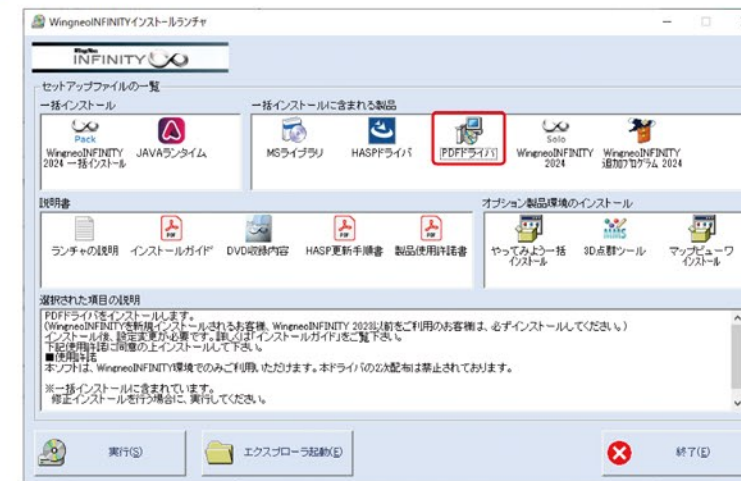 WingneoINFINITYインストールランチャ
WingNeo
INFINITY
セットアップファイルの一覧
一括インストール
一括インストールに含まれる製品
Pack
Solo
WingneoINFINITY
2024 一括インストール
JAVAランタイム
MSライブラリ
HASPドライバ
PDFドライバ
WingneoINFINITY
2024
WingneoINFINITY
追加プログラム 2024
説明書
オプション製品環境のインストール
ランチャの説明
インストールガイド
DVD収録内容
HASP更新手順書
製品使用許諾書
やってみよう一括
インストール
3D点群ツール
マップビューワ
インストール
選択された項目の説明
PDFドライバをインストールします。
(WingneoINFINITYを新規インストールされるお客様、WingneoINFINITY 2023以前をご利用のお客様は、必ずインストールしてください。)
インストール後、設定変更が必要です。詳しくは「インストールガイド」をご覧下さい。
下記使用許諾に同意の上インストールして下さい。
■使用許諾
本ソフトは、WingneoINFINITY環境でのみご利用いただけます。本ドライバの2次配布は禁止されております。
※一括インストールに含まれています。
修正インストールを行う場合に、実行してください。
実行(S)
エクスプローラ起動(E)
終了(E)